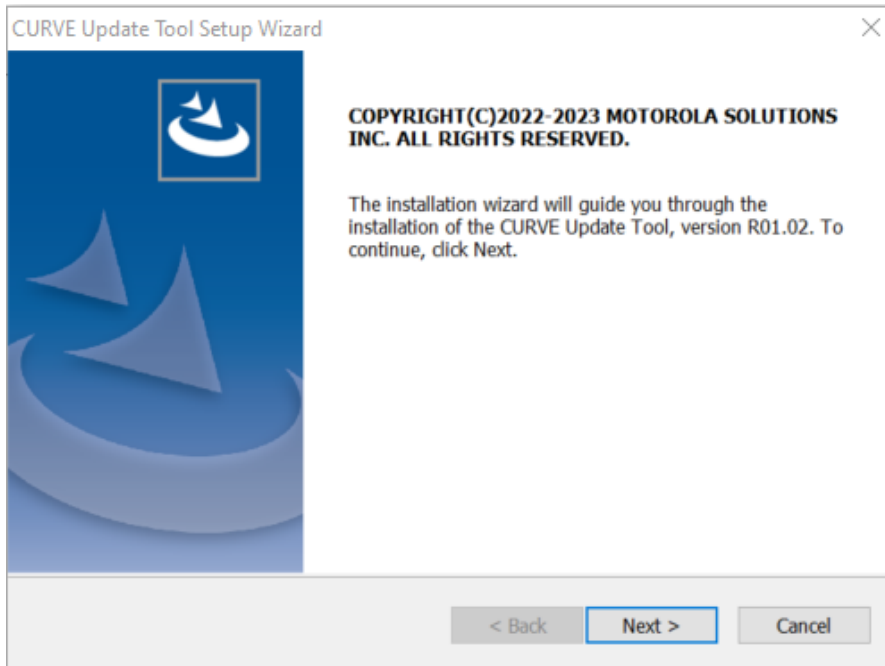 CURVE Update Tool Setup Wizard
COPYRIGHT(C)2022-2023 MOTOROLA SOLUTIONS
INC. ALL RIGHTS RESERVED.
The installation wizard will guide you through the
installation of the CURVE Update Tool, version R01.02. To
continue, click Next.
< Back Next > Cancel